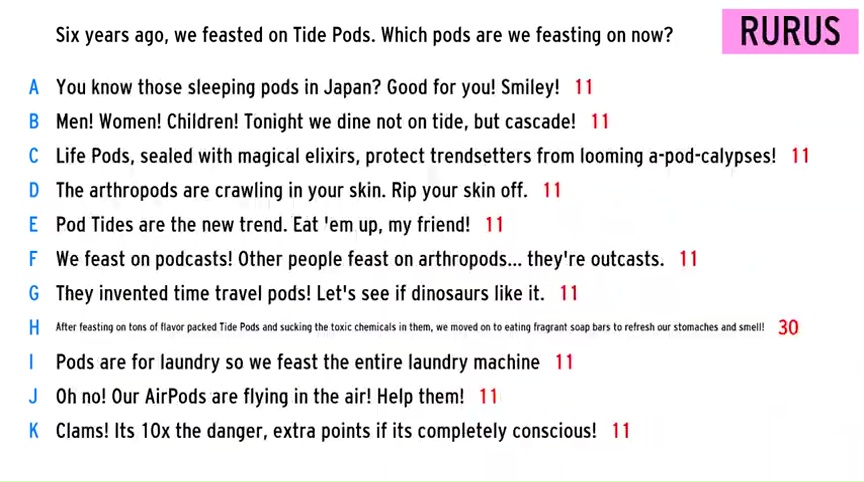 Six years ago, we feasted on Tide Pods. Which pods are we feasting on now?
RURUS
A You know those sleeping pods in Japan? Good for you! Smiley! 11
B Men! Women! Children! Tonight we dine not on tide, but cascade! 11
C Life Pods, sealed with magical elixirs, protect trendsetters from looming a-pod-calypses! 11
D The arthropods are crawling in your skin. Rip your skin off. 11
E Pod Tides are the new trend. Eat 'em up, my friend! 11
F We feast on podcasts! Other people feast on arthropods... they're outcasts. 11
G They invented time travel pods! Let's see if dinosaurs like it. 11
H After feasting on tons of flavor packed Tide Pods and sucking the toxic chemicals in them, we moved on to eating fragrant soap bars to refresh our stomaches and smell! 30
I Pods are for laundry so we feast the entire laundry machine 11
J Oh no! Our AirPods are flying in the air! Help them! 11
K Clams! Its 10x the danger, extra points if its completely conscious! 11